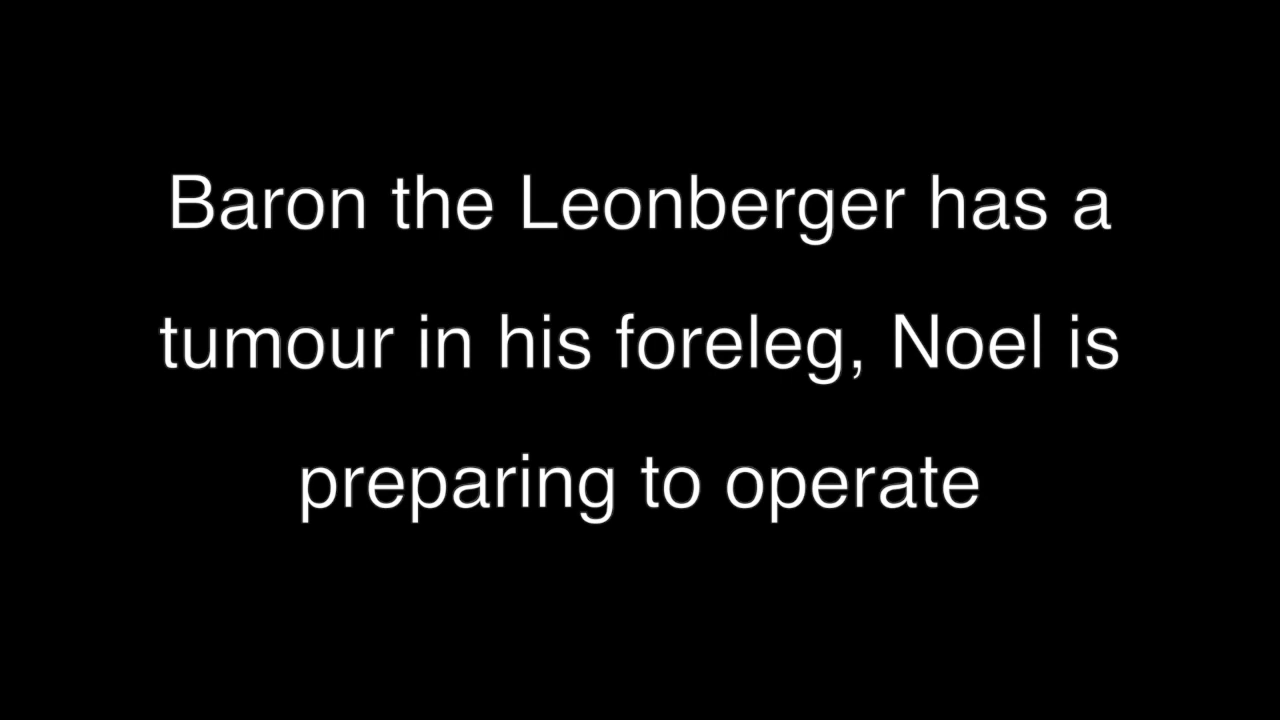 Baron the Leonberger has a
tumour in his foreleg, Noel is
preparing to operate